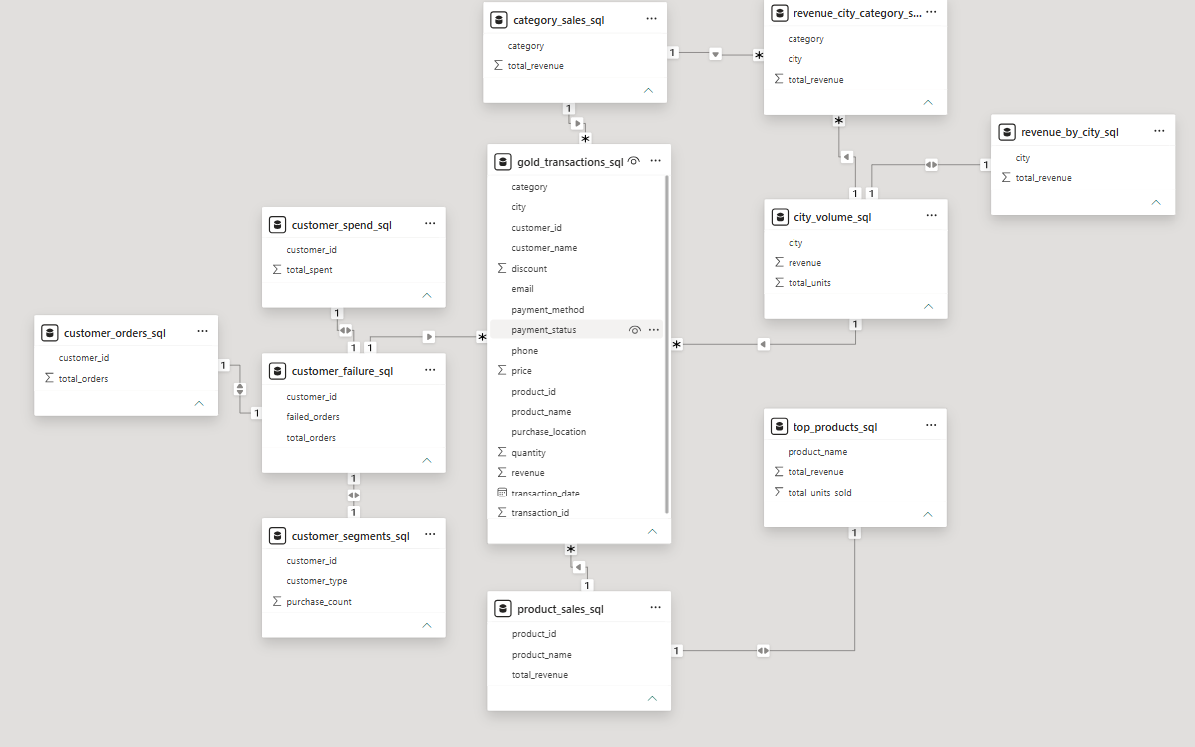 category_sales_sql
category
total_revenue
1
*
revenue_city_category_s...
category
city
total_revenue
*
1
1
revenue_by_city_sql
city
total_revenue
1
1
*
gold_transactions_sql
category
city
customer_id
customer_name
discount
email
payment_method
payment_status
phone
price
product_id
product_name
purchase_location
quantity
revenue
transaction_date
transaction_id
*
*
*
1
city_volume_sql
city
revenue
total_units
1
customer_spend_sql
customer_id
total_spent
1
1
1
customer_orders_sql
customer_id
total_orders
1
1
customer_failure_sql
customer_id
failed_orders
total_orders
1
1
customer_segments_sql
customer_id
customer_type
purchase_count
top_products_sql
product_name
total_revenue
total_units_sold
1
product_sales_sql
product_id
product_name
total_revenue
1